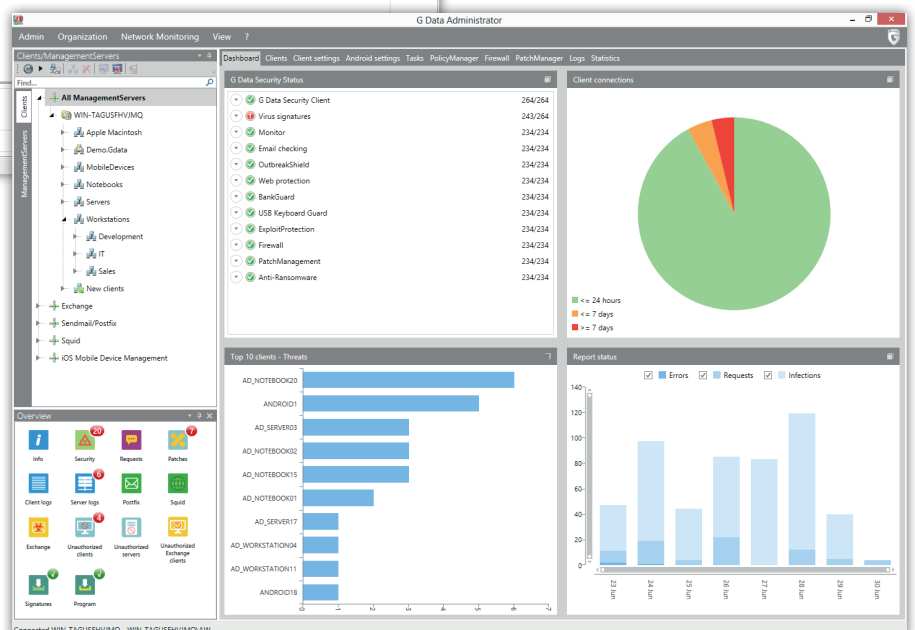 G Data Administrator
Admin Organization Network Monitoring View ?
Clients/ManagementServers
Find...
Clients
ManagementServers
All ManagementServers
WIN-TAGUSFHVJMQ
Apple Macintosh
Demo.Gdata
MobileDevices
Notebooks
Servers
Workstations
Development
IT
Sales
New clients
Exchange
Sendmail/Postfix
Squid
iOS Mobile Device Management
Overview
20
7
Info Security Requests Patches
6
Client logs Server logs Postfix Squid
4
Exchange Unauthorized clients Unauthorized servers Unauthorized Exchange clients
Signatures Program
Dashboard Clients Client settings Android settings Tasks PolicyManager Firewall PatchManager Logs Statistics
G Data Security Status
G Data Security Client 264/264
Virus signatures 243/264
Monitor 234/234
Email checking 234/234
OutbreakShield 234/234
Web protection 234/234
BankGuard 234/234
USB Keyboard Guard 234/234
ExploitProtection 234/234
Firewall 234/234
PatchManagement 234/234
Anti-Ransomware 234/234
Client connections
<= 24 hours
<= 7 days
>= 7 days
Top 10 clients - Threats
AD_NOTEBOOK20
ANDROID1
AD_SERVER03
AD_NOTEBOOK02
AD_NOTEBOOK15
AD_NOTEBOOK01
AD_SERVER17
AD_WORKSTATION04
AD_WORKSTATION11
ANDROID18
0 1 2 3 4 5 6 7
Report status
Errors Requests Infections
140
120
100
80
60
40
20
0
23 Jun 24 Jun 25 Jun 26 Jun 27 Jun 28 Jun 29 Jun 30 Jun